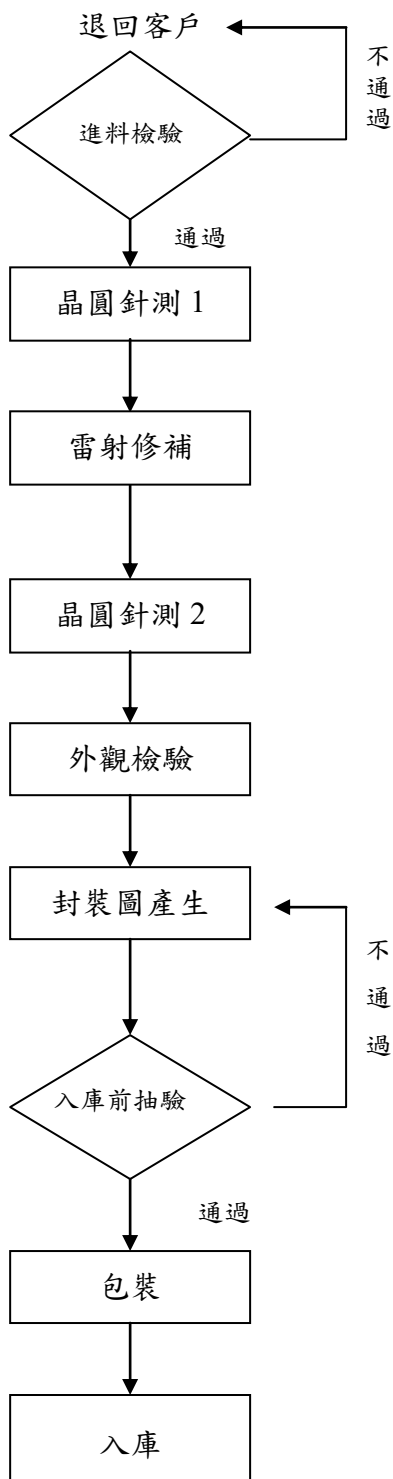 退回客戶
不通過
進料檢驗
通過
晶圓針測 1
雷射修補
晶圓針測 2
外觀檢驗
封裝圖產生
不通過
入庫前抽驗
通過
包裝
入庫